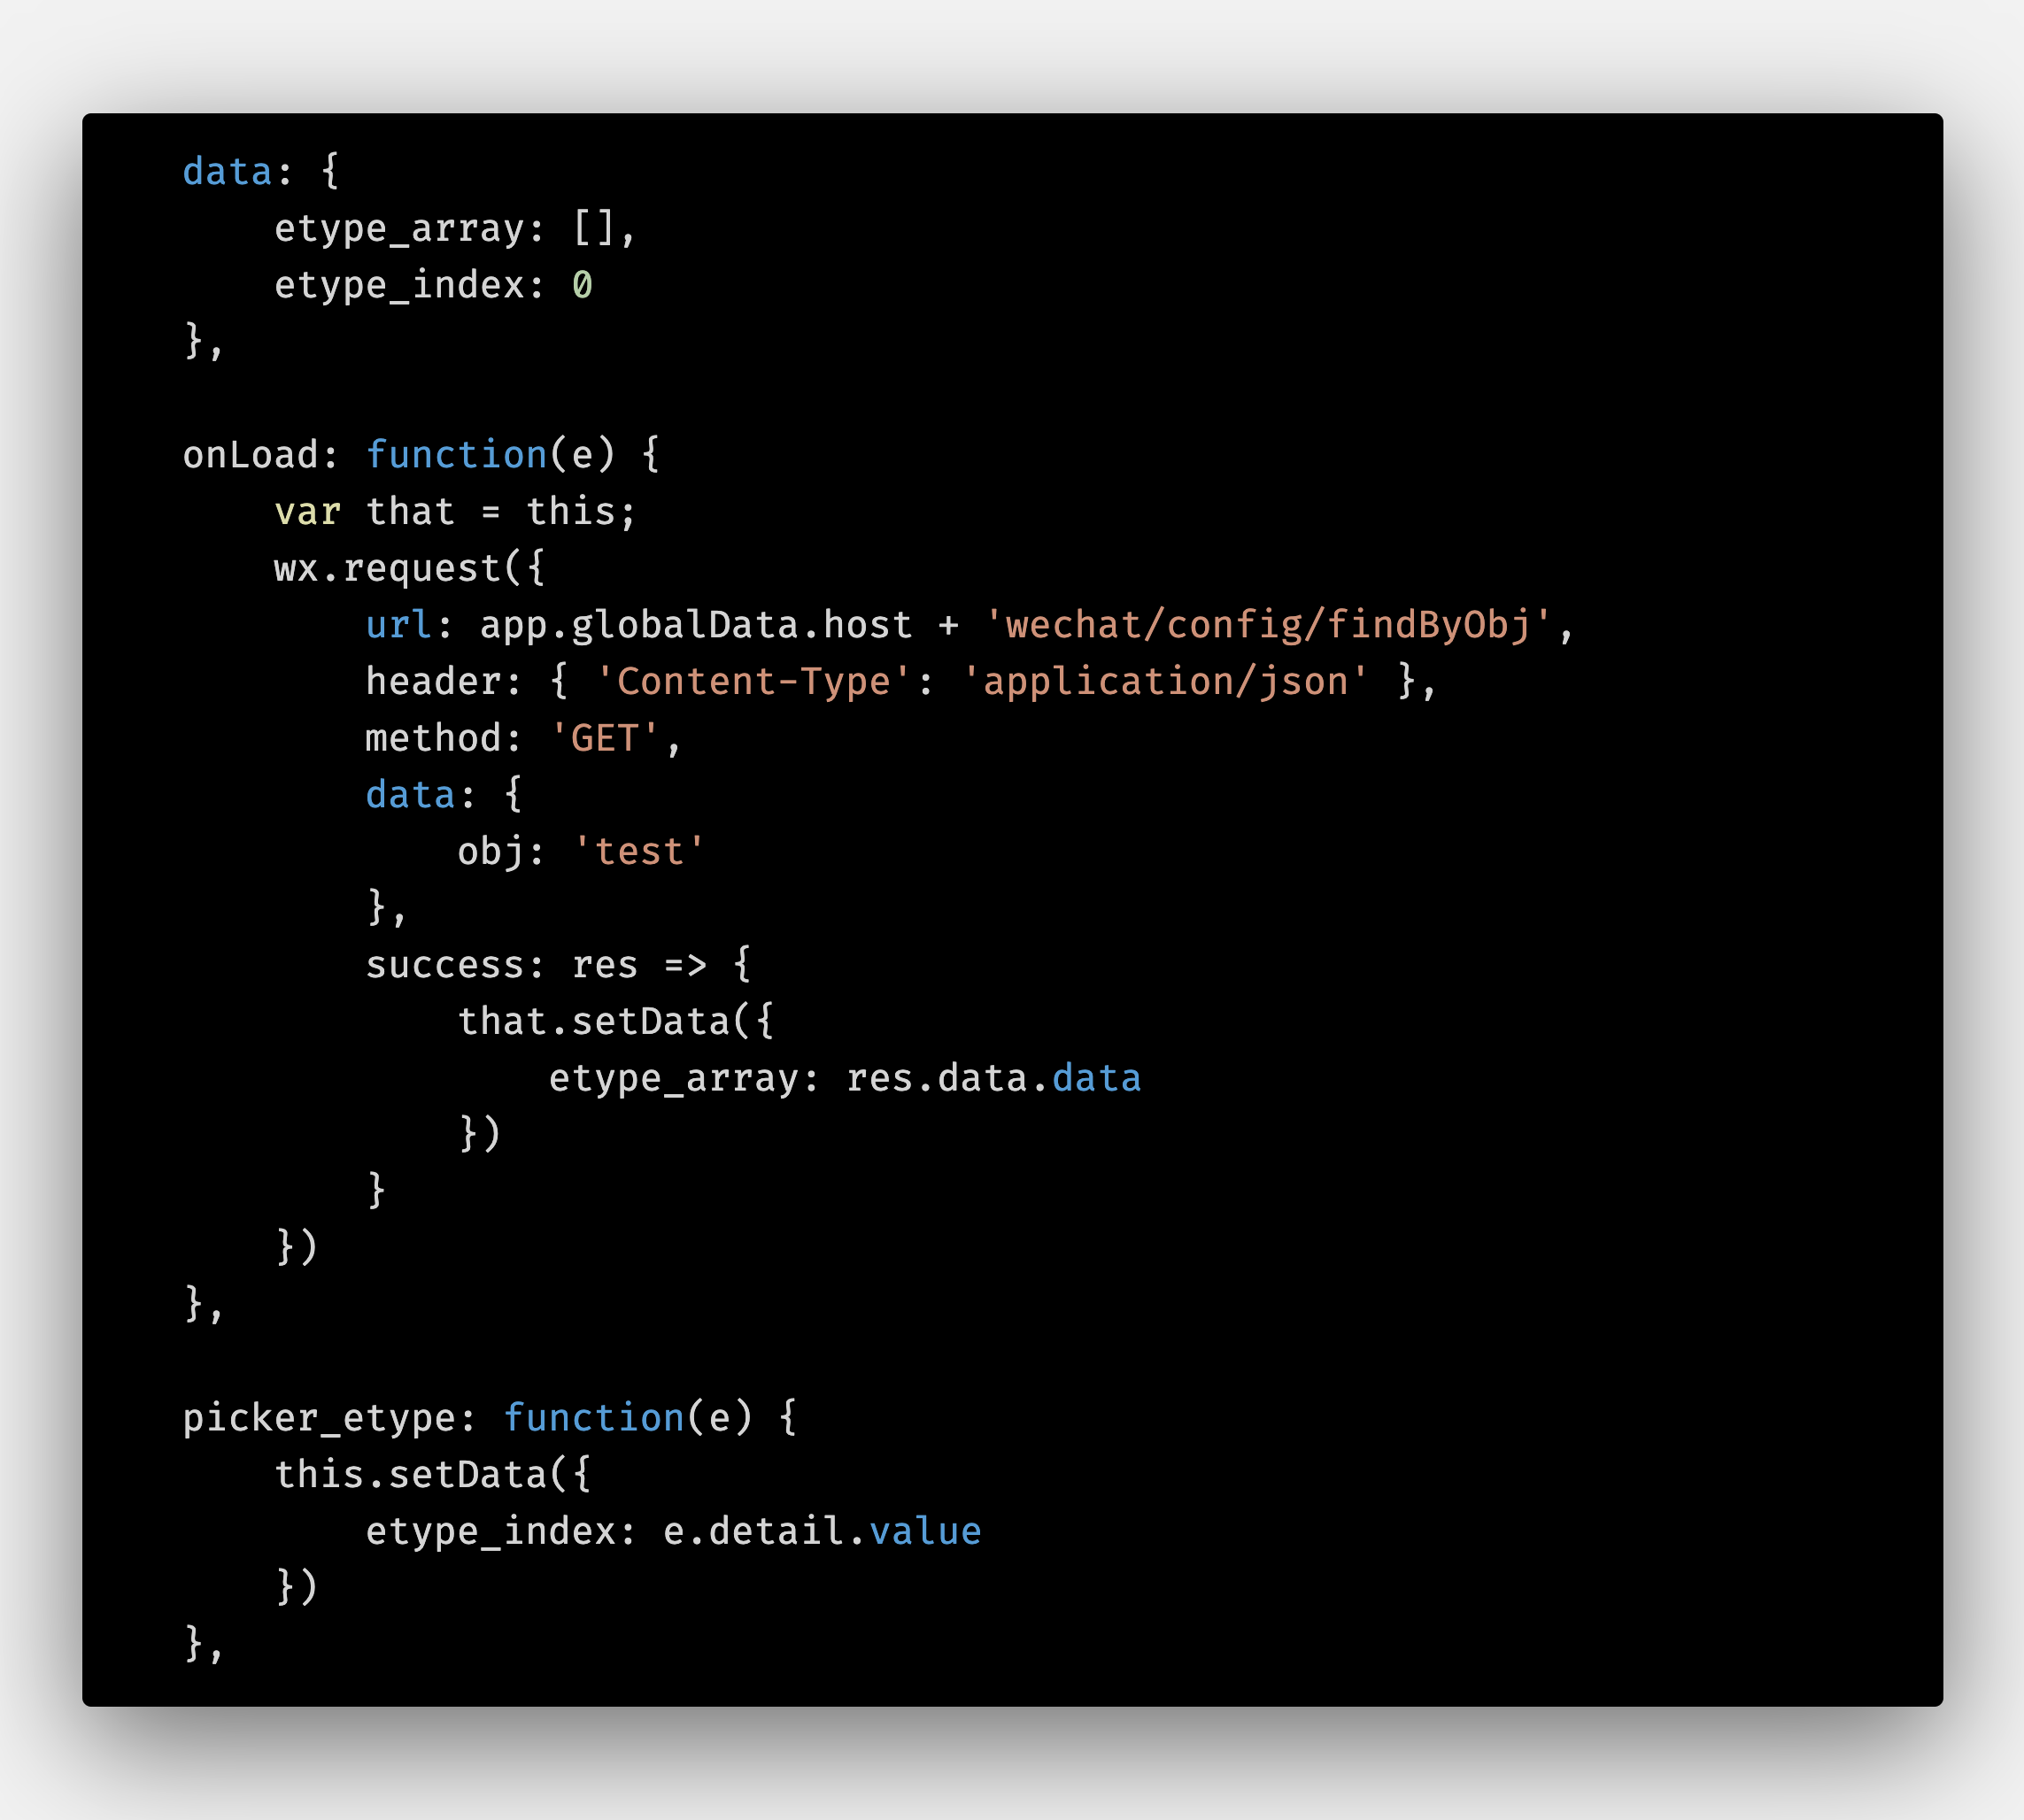 data: {
    etype_array: [],
    etype_index: 0
},
onLoad: function(e) {
    var that = this;
    wx.request({
        url: app.globalData.host + 'wechat/config/findByObj',
        header: { 'Content-Type': 'application/json' },
        method: 'GET',
        data: {
            obj: 'test'
        },
        success: res => {
            that.setData({
                etype_array: res.data.data
            })
        }
    })
},
picker_etype: function(e) {
    this.setData({
        etype_index: e.detail.value
    })
},